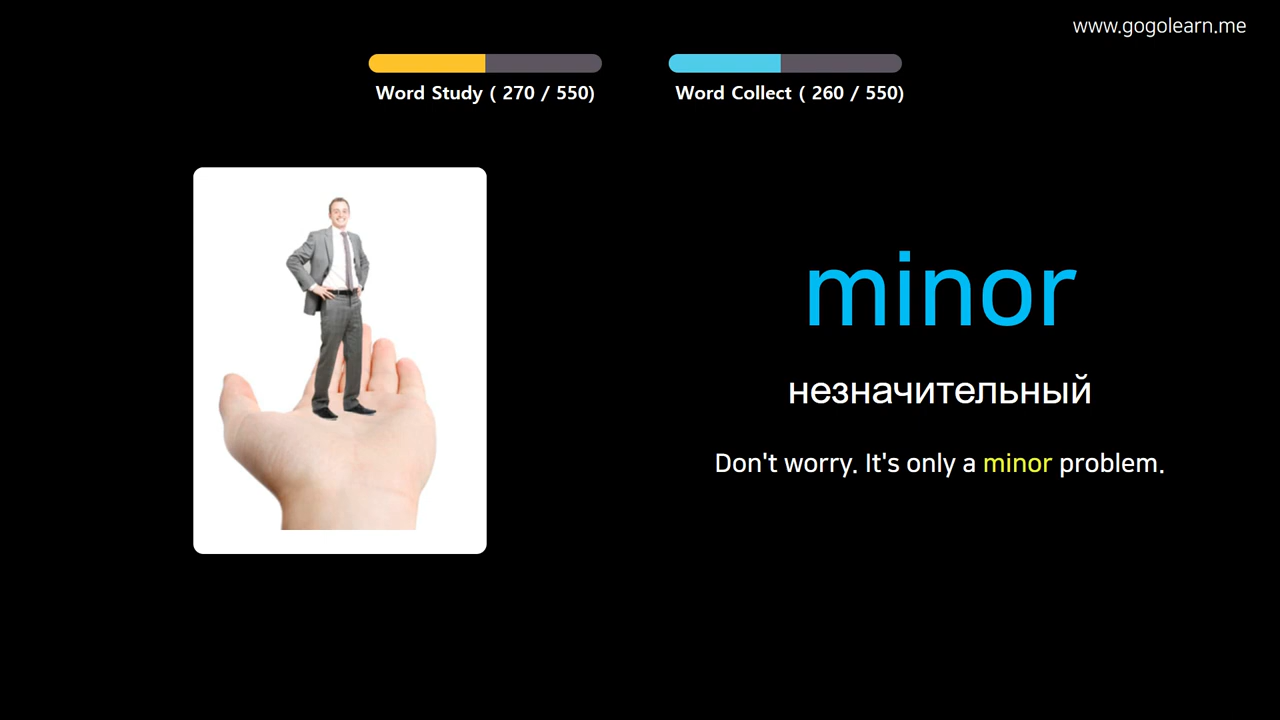 www.gogolearn.me
Word Study ( 270 / 550)
Word Collect ( 260 / 550)
minor
незначительный
Don't worry. It's only a minor problem.